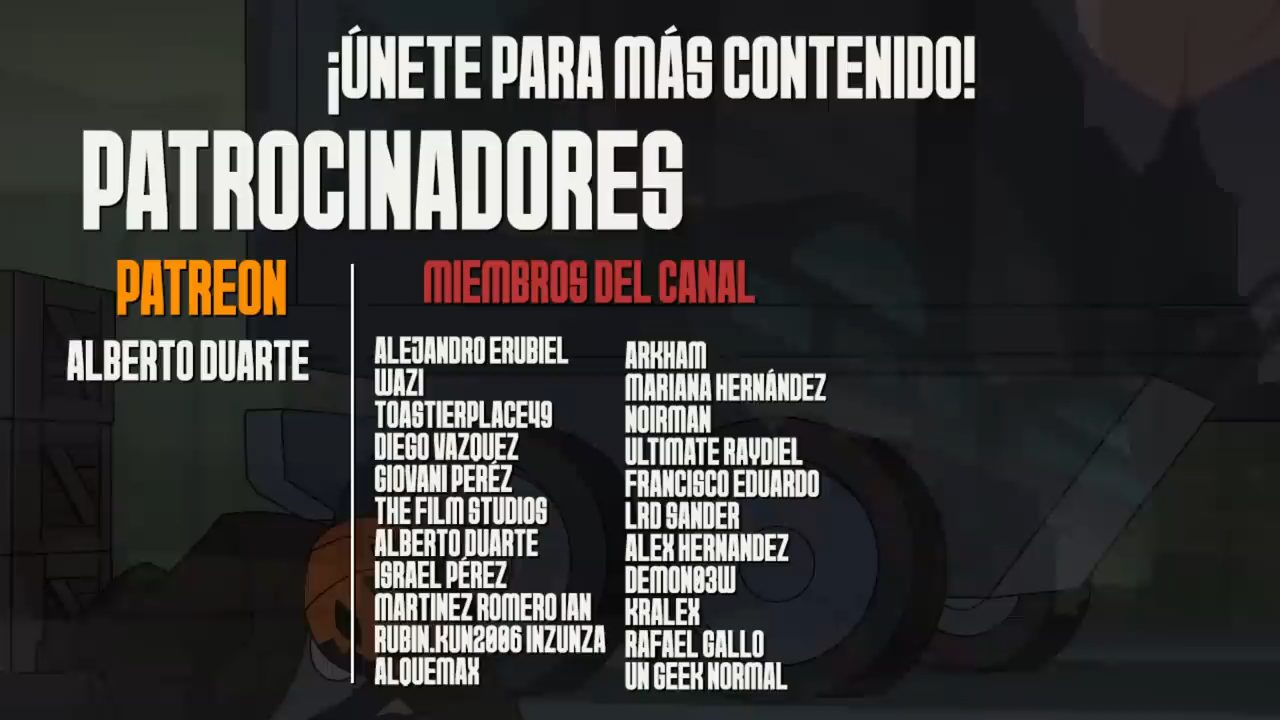 ¡ÚNETE PARA MÁS CONTENIDO!
PATROCINADORES
PATREON
ALBERTO DUARTE
MIEMBROS DEL CANAL
ALEJANDRO ERUBIEL
WAZI
TOASTIERPLACE49
DIEGO VAZQUEZ
GIOVANI PERÉZ
THE FILM STUDIOS
ALBERTO DUARTE
ISRAEL PÉREZ
MARTINEZ ROMERO IAN
RUBIN.KUN2006 INZUNZA
ALQUEMAX
ARKHAM
MARIANA HERNÁNDEZ
NOIRMAN
ULTIMATE RAYDIEL
FRANCISCO EDUARDO
LRD SANDER
ALEX HERNANDEZ
DEMON03W
KRALEX
RAFAEL GALLO
UN GEEK NORMAL